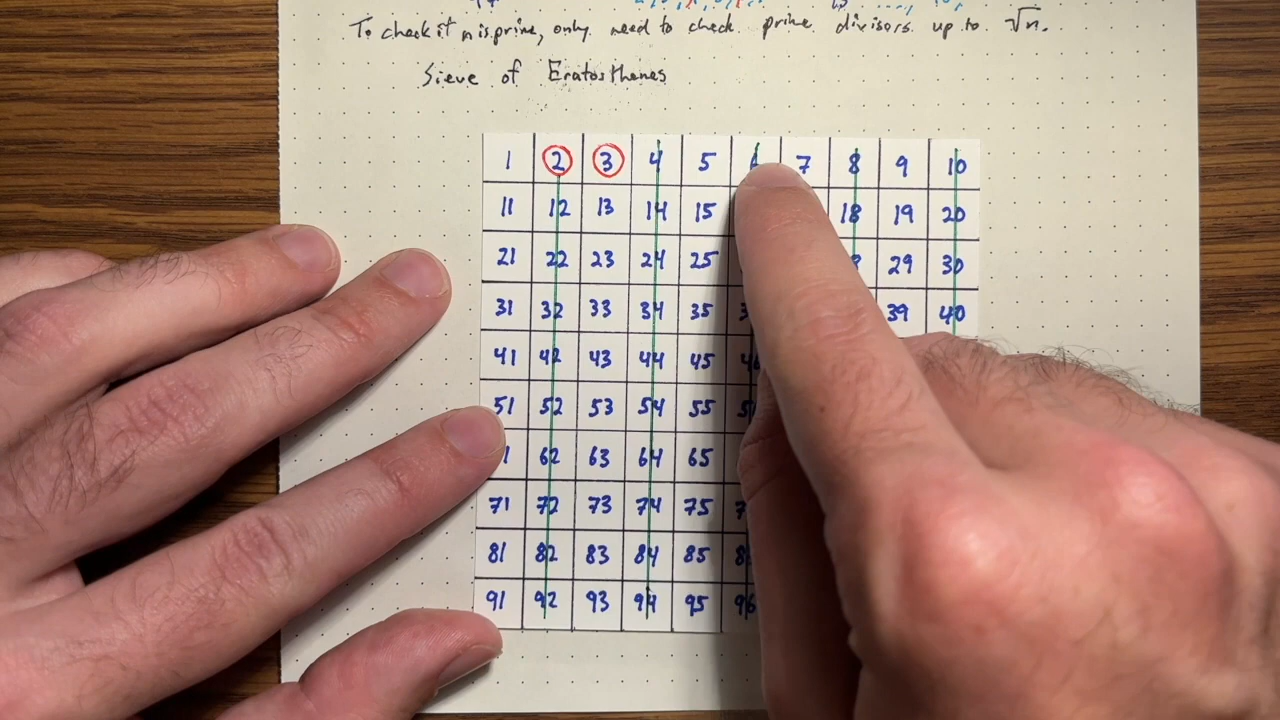 To check if n is prime, only need to check prime divisors up to √n.
Sieve of Eratosthenes
1 2 3 4 5 7 8 9 10
11 12 13 14 15 18 19 20
21 22 23 24 25 29 30
31 32 33 34 35 39 40
41 42 43 44 45
51 52 53 54 55
62 63 64 65
71 72 73 74 75
81 82 83 84 85
91 92 93 94 95 96